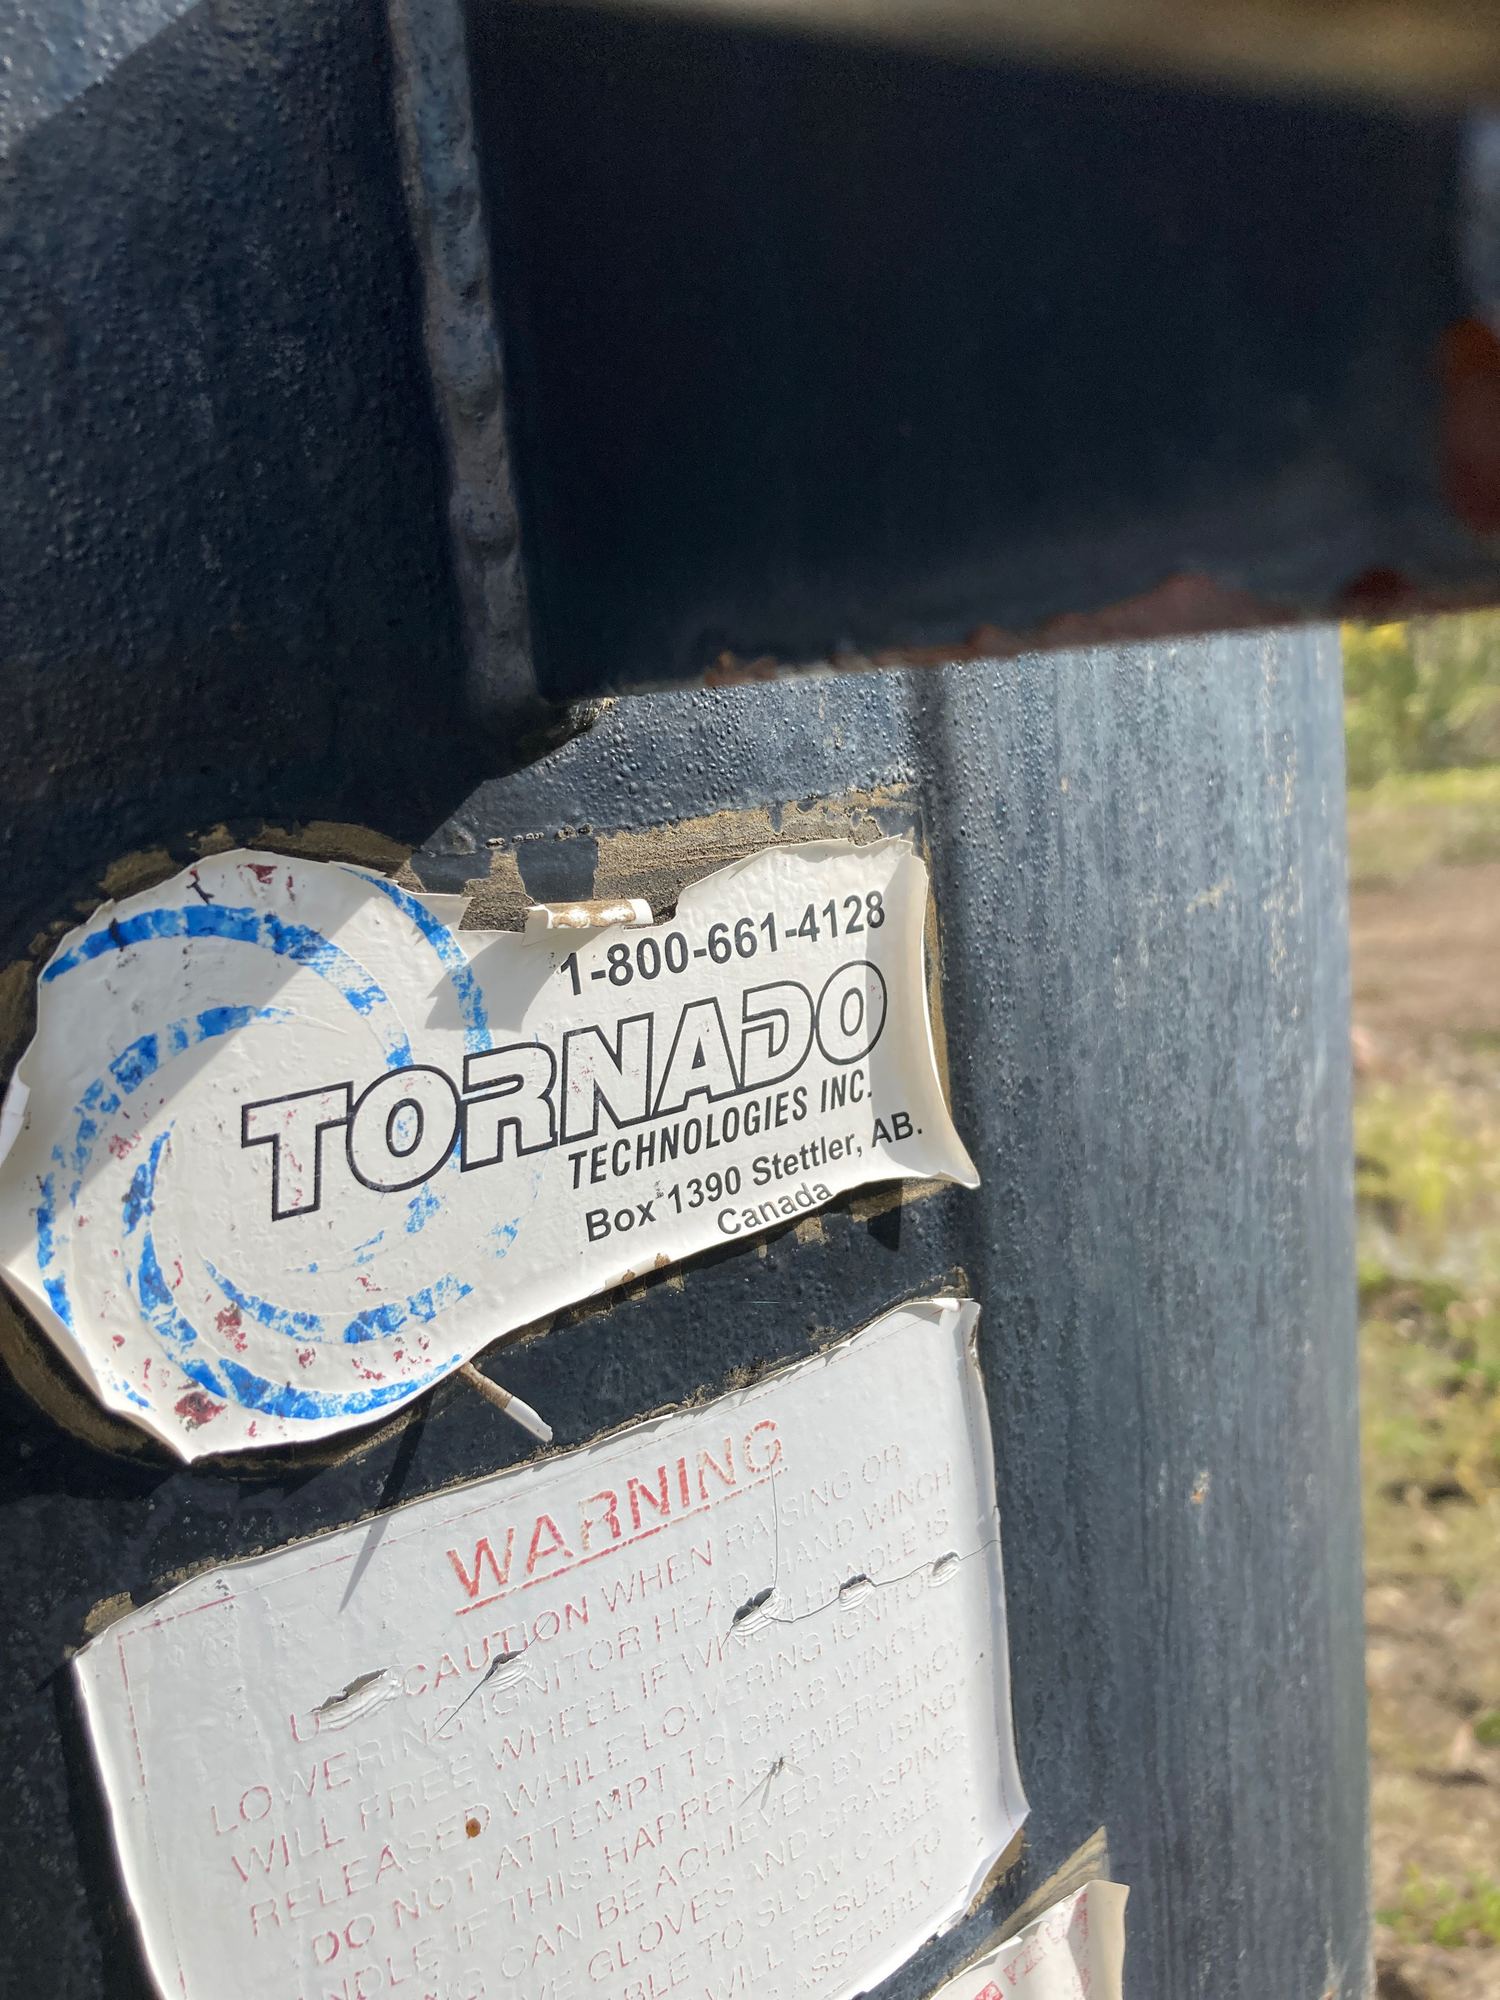 1-800-661-4128
TORNADO
TECHNOLOGIES INC.
Box 1390 Stettler, AB.
Canada
WARNING
CAUTION WHEN RAISING OR
LOWERING IGNITOR HEAD. HAND WINCH
WILL FREE WHEEL IF WINCH HANDLE IS
RELEASED WHILE LOWERING IGNITOR
DO NOT ATTEMPT TO GRAB WINCH
IF THIS HAPPENS. EMERGENCY
CAN BE ACHIEVED BY USING
GLOVES AND GRASPING
TO SLOW CABLE
WILL RESULT TO
ASSEMBLY